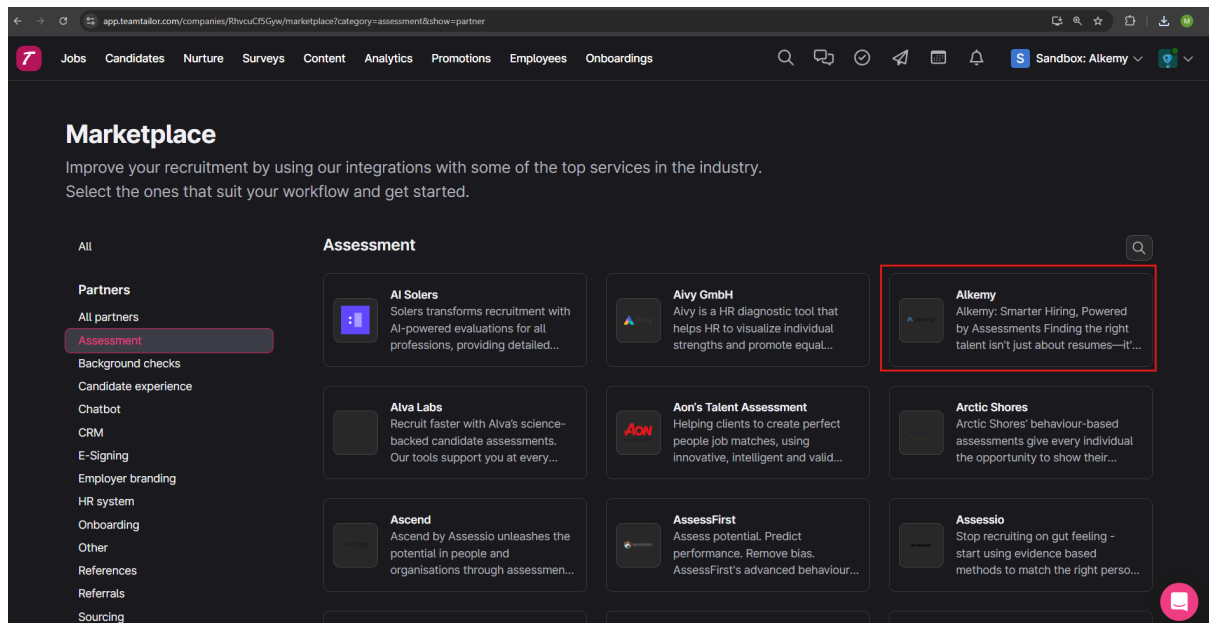 app.teamtailor.com/companies/RhvcuCf5Gyw/marketplace?category=assessment&show=partner
M
Jobs Candidates Nurture Surveys Content Analytics Promotions Employees Onboardings S Sandbox: Alkemy
Marketplace
Improve your recruitment by using our integrations with some of the top services in the industry.
Select the ones that suit your workflow and get started.
All
Partners
All partners
Assessment
Background checks
Candidate experience
Chatbot
CRM
E-Signing
Employer branding
HR system
Onboarding
Other
References
Referrals
Sourcing
Assessment
AI Solers
Solers transforms recruitment with
AI-powered evaluations for all
professions, providing detailed...
Aivy GmbH
Aivy is a HR diagnostic tool that
helps HR to visualize individual
strengths and promote equal...
Alkemy
Alkemy: Smarter Hiring, Powered
by Assessments Finding the right
talent isn't just about resumes—it'...
Alva Labs
Recruit faster with Alva's science-
backed candidate assessments.
Our tools support you at every...
AON
Aon's Talent Assessment
Helping clients to create perfect
people job matches, using
innovative, intelligent and valid...
Arctic Shores
Arctic Shores' behaviour-based
assessments give every individual
the opportunity to show their...
Ascend
Ascend by Assessio unleashes the
potential in people and
organisations through assessmen...
AssessFirst
Assess potential. Predict
performance. Remove bias.
AssessFirst's advanced behaviour...
Assessio
Stop recruiting on gut feeling -
start using evidence based
methods to match the right perso...